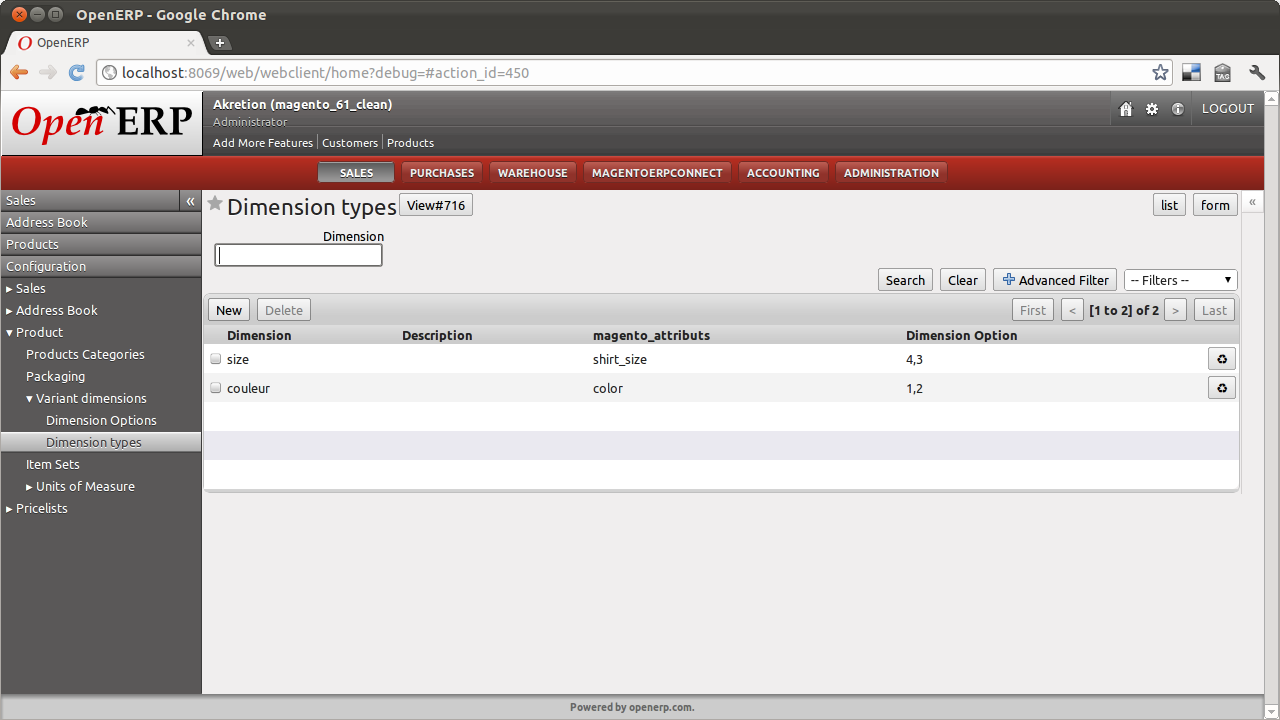 OpenERP - Google Chrome
OpenERP
localhost:8069/web/webclient/home?debug=#action_id=450
TAG
Open ERP
Akretion (magento_61_clean)
Administrator
LOGOUT
Add More Features Customers Products
SALES PURCHASES WAREHOUSE MAGENTOERPCONNECT ACCOUNTING ADMINISTRATION
Sales «
Address Book
Products
Configuration
▸ Sales
▸ Address Book
▾ Product
Products Categories
Packaging
▾ Variant dimensions
Dimension Options
Dimension types
Item Sets
▸ Units of Measure
▸ Pricelists
Dimension types View#716 list form «
Dimension
Search Clear Advanced Filter -- Filters --
New Delete First < [1 to 2] of 2 > Last
Dimension Description magento_attributs Dimension Option
size shirt_size 4,3
couleur color 1,2
Powered by openerp.com.